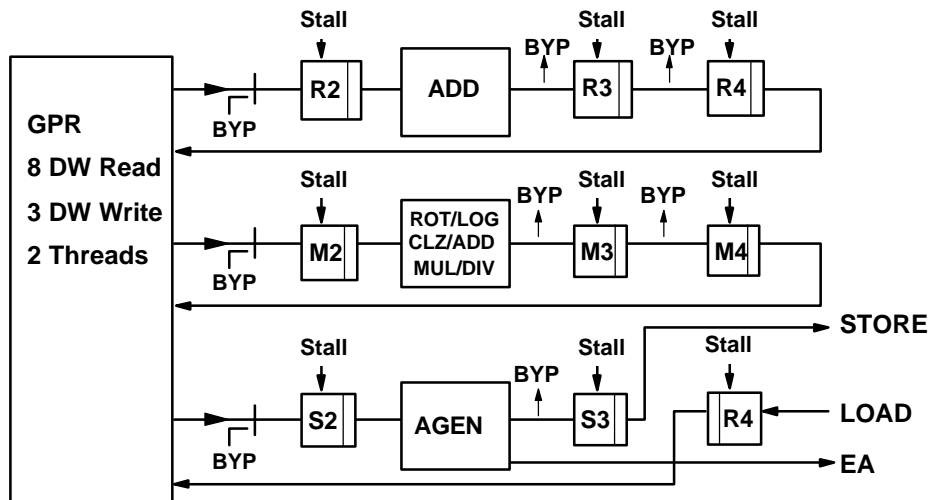 Stall
Stall
Stall
BYP
BYP
R2
ADD
R3
R4
BYP
GPR
8 DW Read
3 DW Write
2 Threads
Stall
Stall
Stall
BYP
BYP
M2
ROT/LOG
CLZ/ADD
MUL/DIV
M3
M4
BYP
STORE
Stall
Stall
Stall
BYP
S2
AGEN
S3
R4
LOAD
BYP
EA